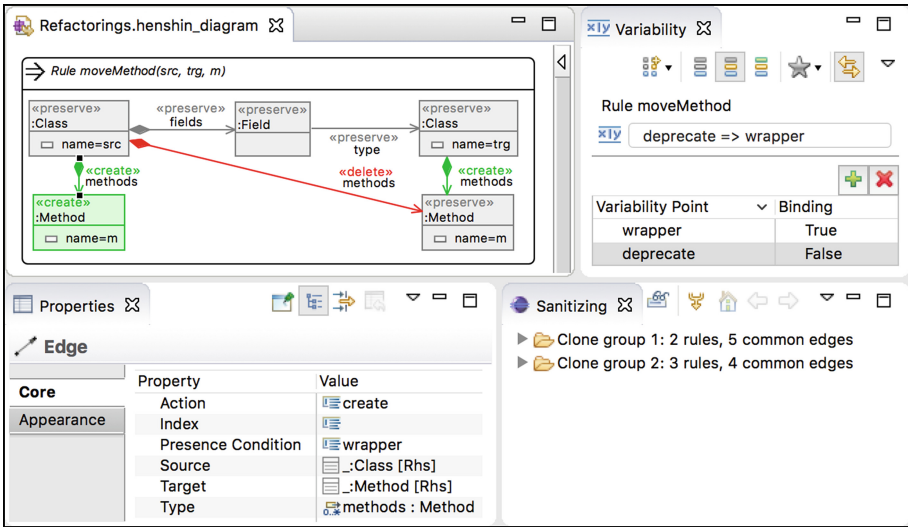 Refactorings.henshin_diagram
Rule moveMethod(src, trg, m)
«preserve»
:Class
name=src
«preserve»
fields
«preserve»
:Field
«preserve»
type
«preserve»
:Class
name=trg
«create»
methods
«delete»
methods
«create»
methods
«create»
:Method
name=m
«preserve»
:Method
name=m
x|y Variability
Rule moveMethod
x|y deprecate => wrapper
Variability Point Binding
wrapper True
deprecate False
Properties
Edge
Core
Appearance
Property Value
Action create
Index
Presence Condition wrapper
Source _:Class [Rhs]
Target _:Method [Rhs]
Type 0..* methods : Method
Sanitizing
Clone group 1: 2 rules, 5 common edges
Clone group 2: 3 rules, 4 common edges